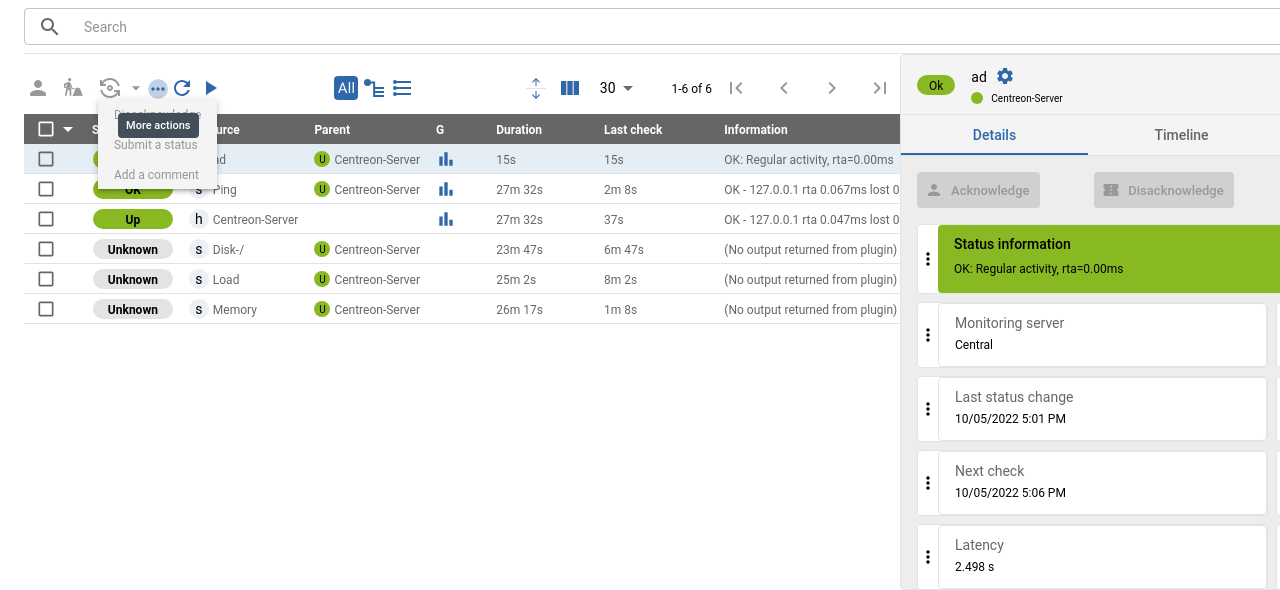 Search
All
30
1-6 of 6
Disacknowledge
More actions
Submit a status
Add a comment
S
urce Parent G Duration Last check Information
ad U Centreon-Server 15s 15s OK: Regular activity, rta=0.00ms
OK s Ping U Centreon-Server 27m 32s 2m 8s OK - 127.0.0.1 rta 0.067ms lost 0
Up h Centreon-Server 27m 32s 37s OK - 127.0.0.1 rta 0.047ms lost 0
Unknown s Disk-/ U Centreon-Server 23m 47s 6m 47s (No output returned from plugin)
Unknown s Load U Centreon-Server 25m 2s 8m 2s (No output returned from plugin)
Unknown s Memory U Centreon-Server 26m 17s 1m 8s (No output returned from plugin)
Ok ad
Centreon-Server
Details Timeline
Acknowledge Disacknowledge
Status information
OK: Regular activity, rta=0.00ms
Monitoring server
Central
Last status change
10/05/2022 5:01 PM
Next check
10/05/2022 5:06 PM
Latency
2.498 s